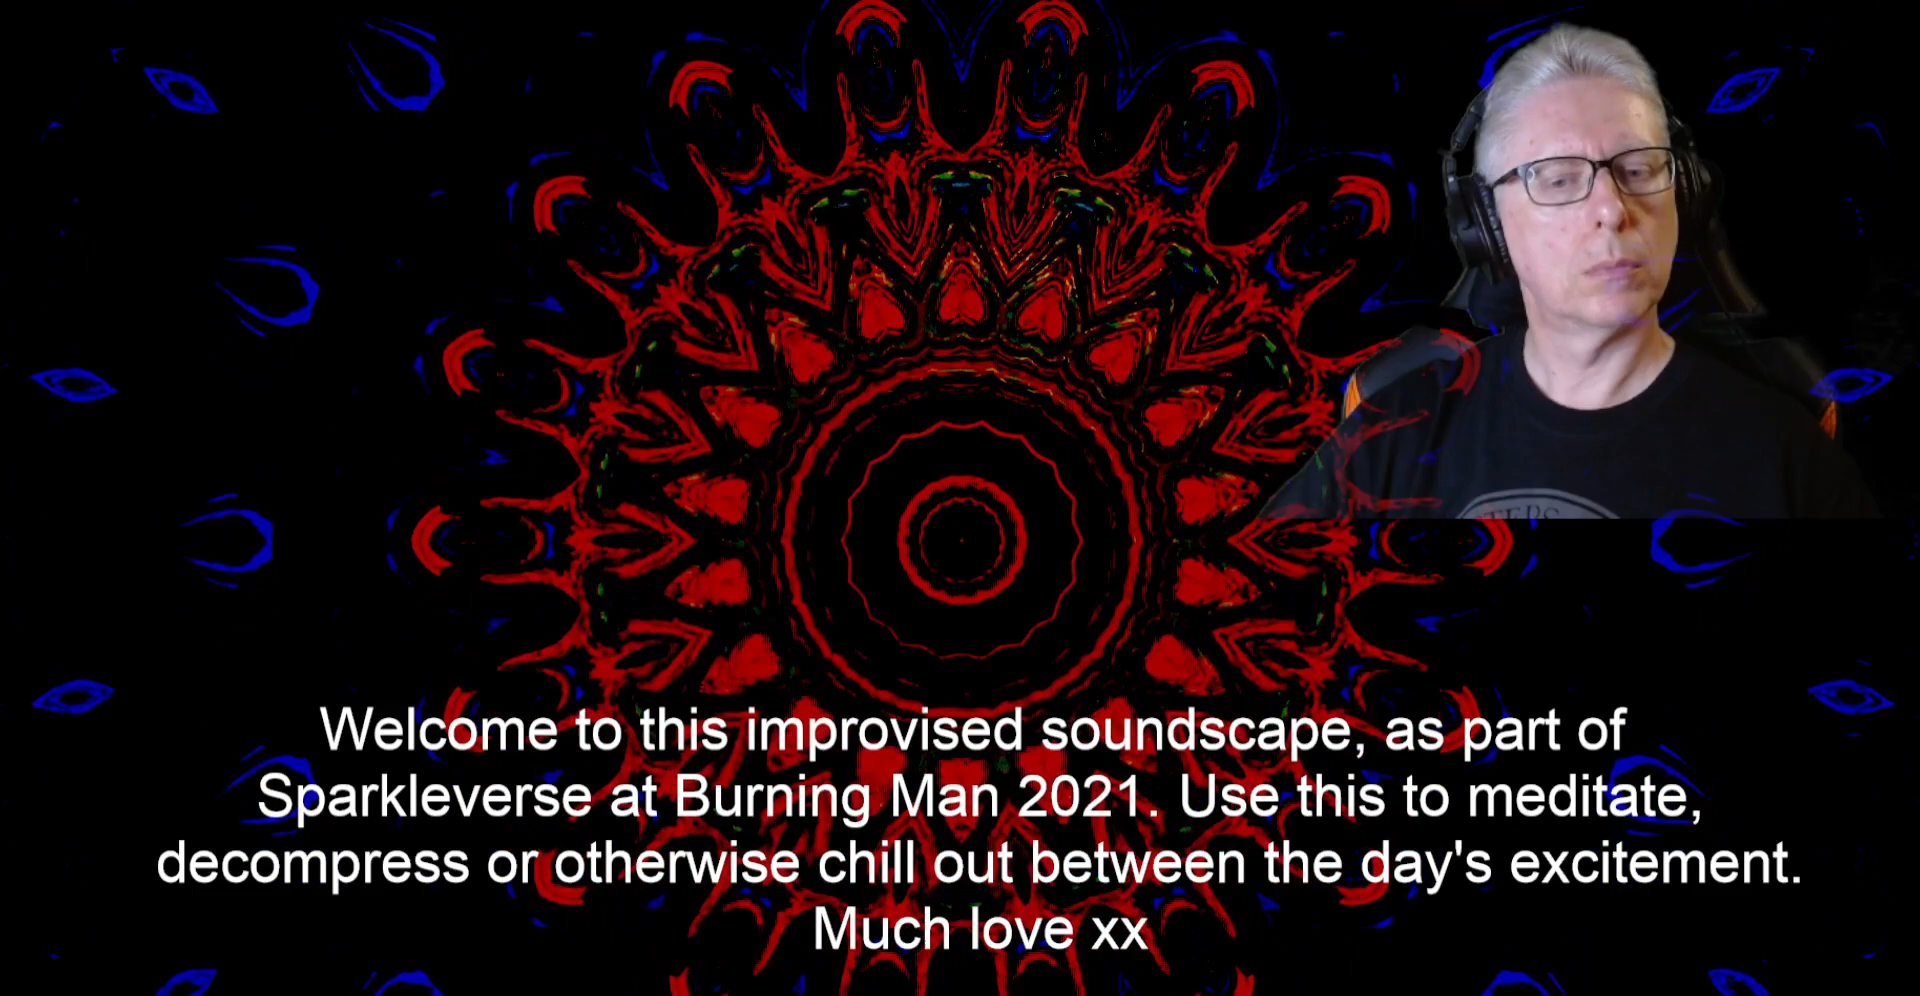 Welcome to this improvised soundscape, as part of
Sparkleverse at Burning Man 2021. Use this to meditate,
decompress or otherwise chill out between the day's excitement.
Much love xx